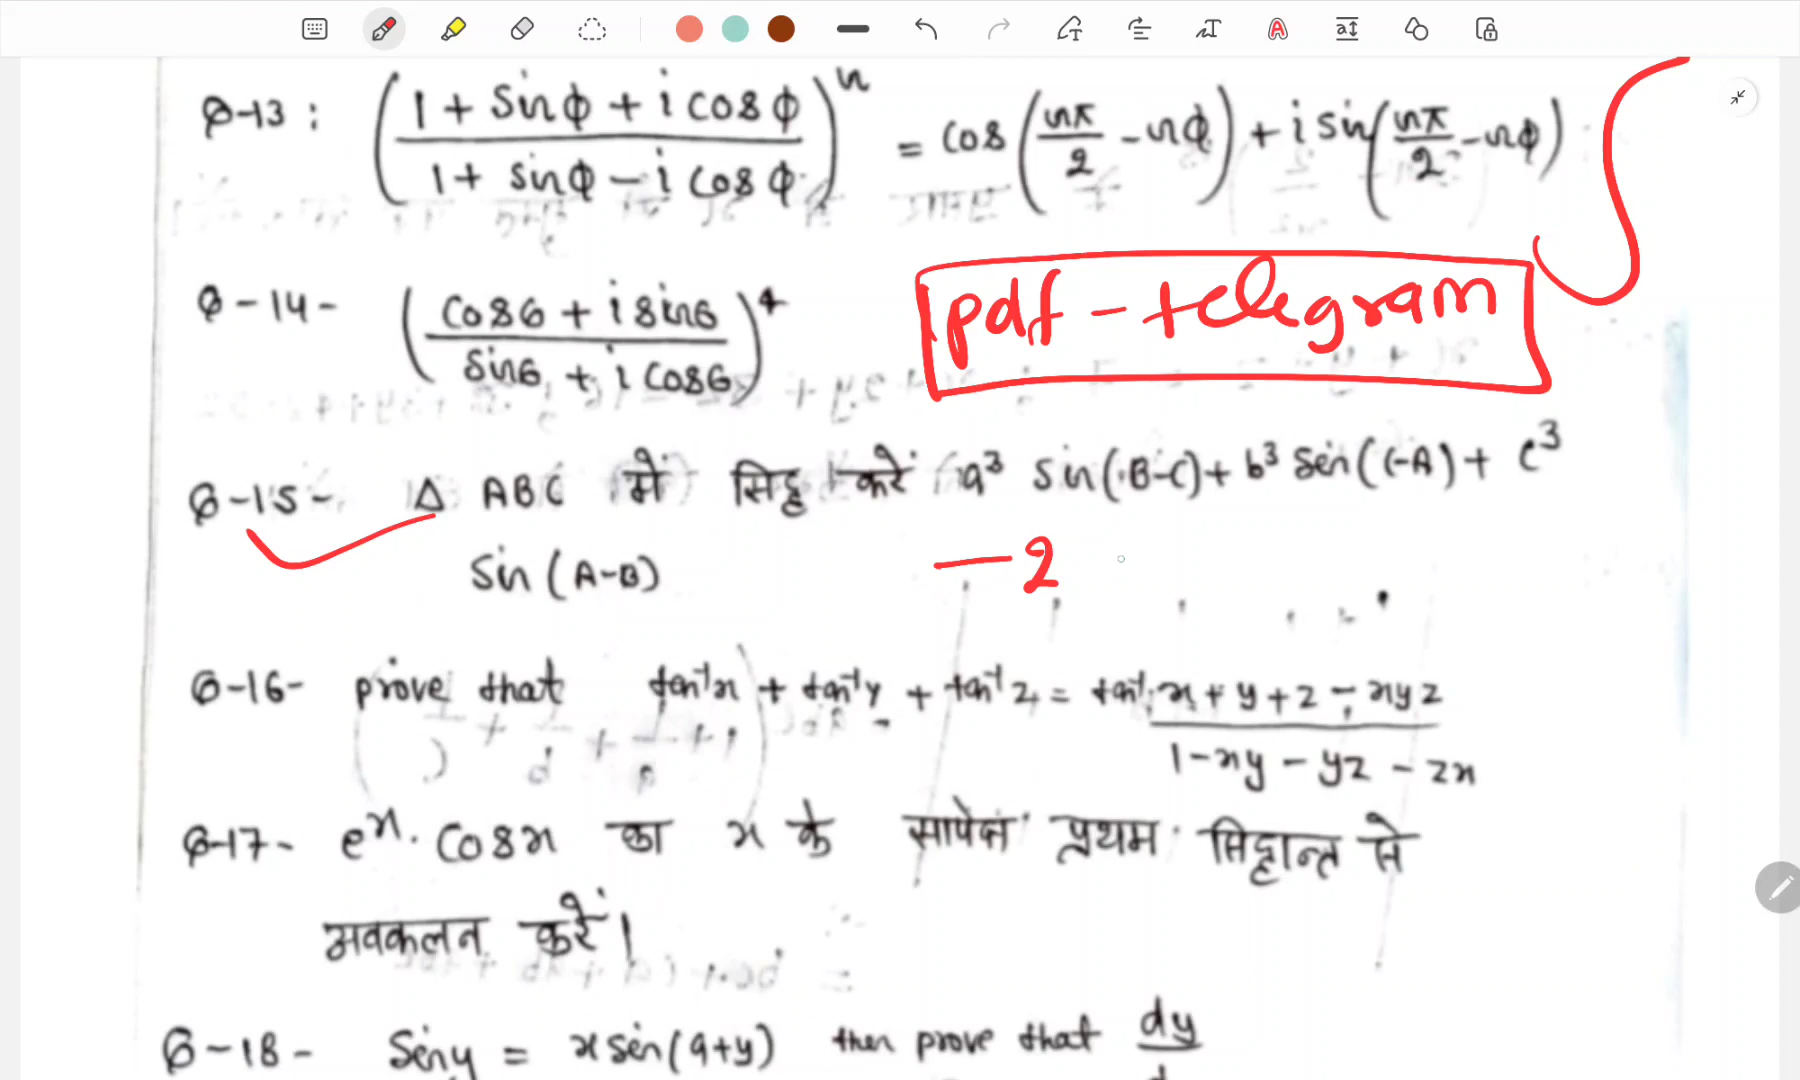 Q-13: ((1 + sinϕ + i cosϕ)/(1 + sinϕ - i cosϕ))^n = cos(nπ/2 - nϕ) + i sin(nπ/2 - nϕ)
pdf - telegram
Q-14- ((cosθ + i sinθ)/(sinθ + i cosθ))^4
Q-15- Δ ABC में सिद्ध करें a³ sin(B-C) + b³ sin(C-A) + c³
sin(A-B)
- 2
Q-16- prove that tan⁻¹x + tan⁻¹y + tan⁻¹z = tan⁻¹ (x + y + z - xyz)/(1 - xy - yz - zx)
Q-17- e^x. cosx का x के सापेक्ष प्रथम सिद्धान्त से
अवकलन करें।
Q-18- siny = x sin(a+y) then prove that dy